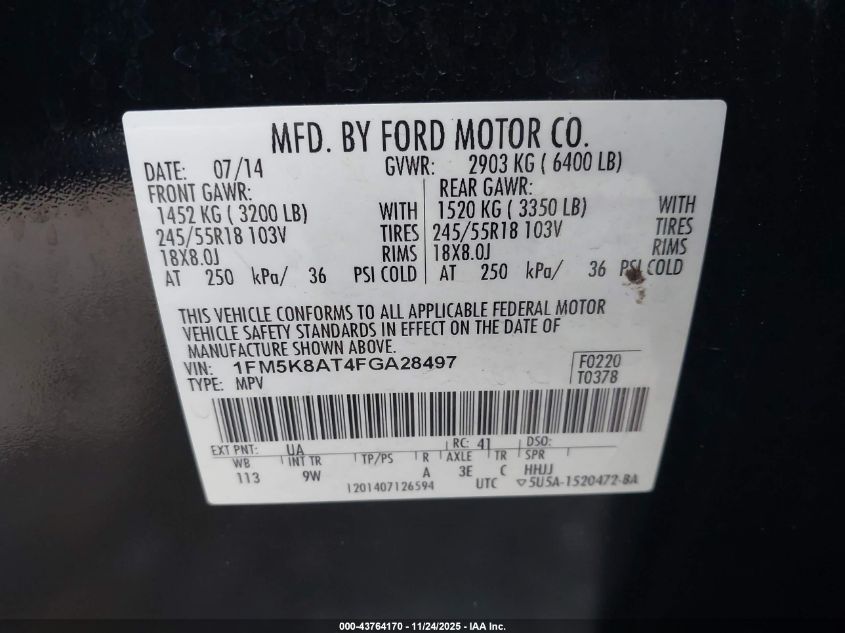 MFD. BY FORD MOTOR CO.
DATE: 07/14 GVWR: 2903 KG ( 6400 LB)
FRONT GAWR: REAR GAWR:
1452 KG ( 3200 LB) WITH 1520 KG ( 3350 LB) WITH
245/55R18 103V TIRES 245/55R18 103V TIRES
18X8.0J RIMS 18X8.0J RIMS
AT 250 kPa/ 36 PSI COLD AT 250 kPa/ 36 PSI COLD
THIS VEHICLE CONFORMS TO ALL APPLICABLE FEDERAL MOTOR
VEHICLE SAFETY STANDARDS IN EFFECT ON THE DATE OF
MANUFACTURE SHOWN ABOVE.
VIN: 1FM5K8AT4FGA28497 F0220
TYPE: MPV T0378
EXT PNT: UA RC: 41 DSO:
WB INT TR TP/PS R AXLE TR SPR
113 9W A 3E C HHJJ
1201407126594 UTC ▽5U5A-1520472-BA
000-43764170 - 11/24/2025 - IAA Inc.